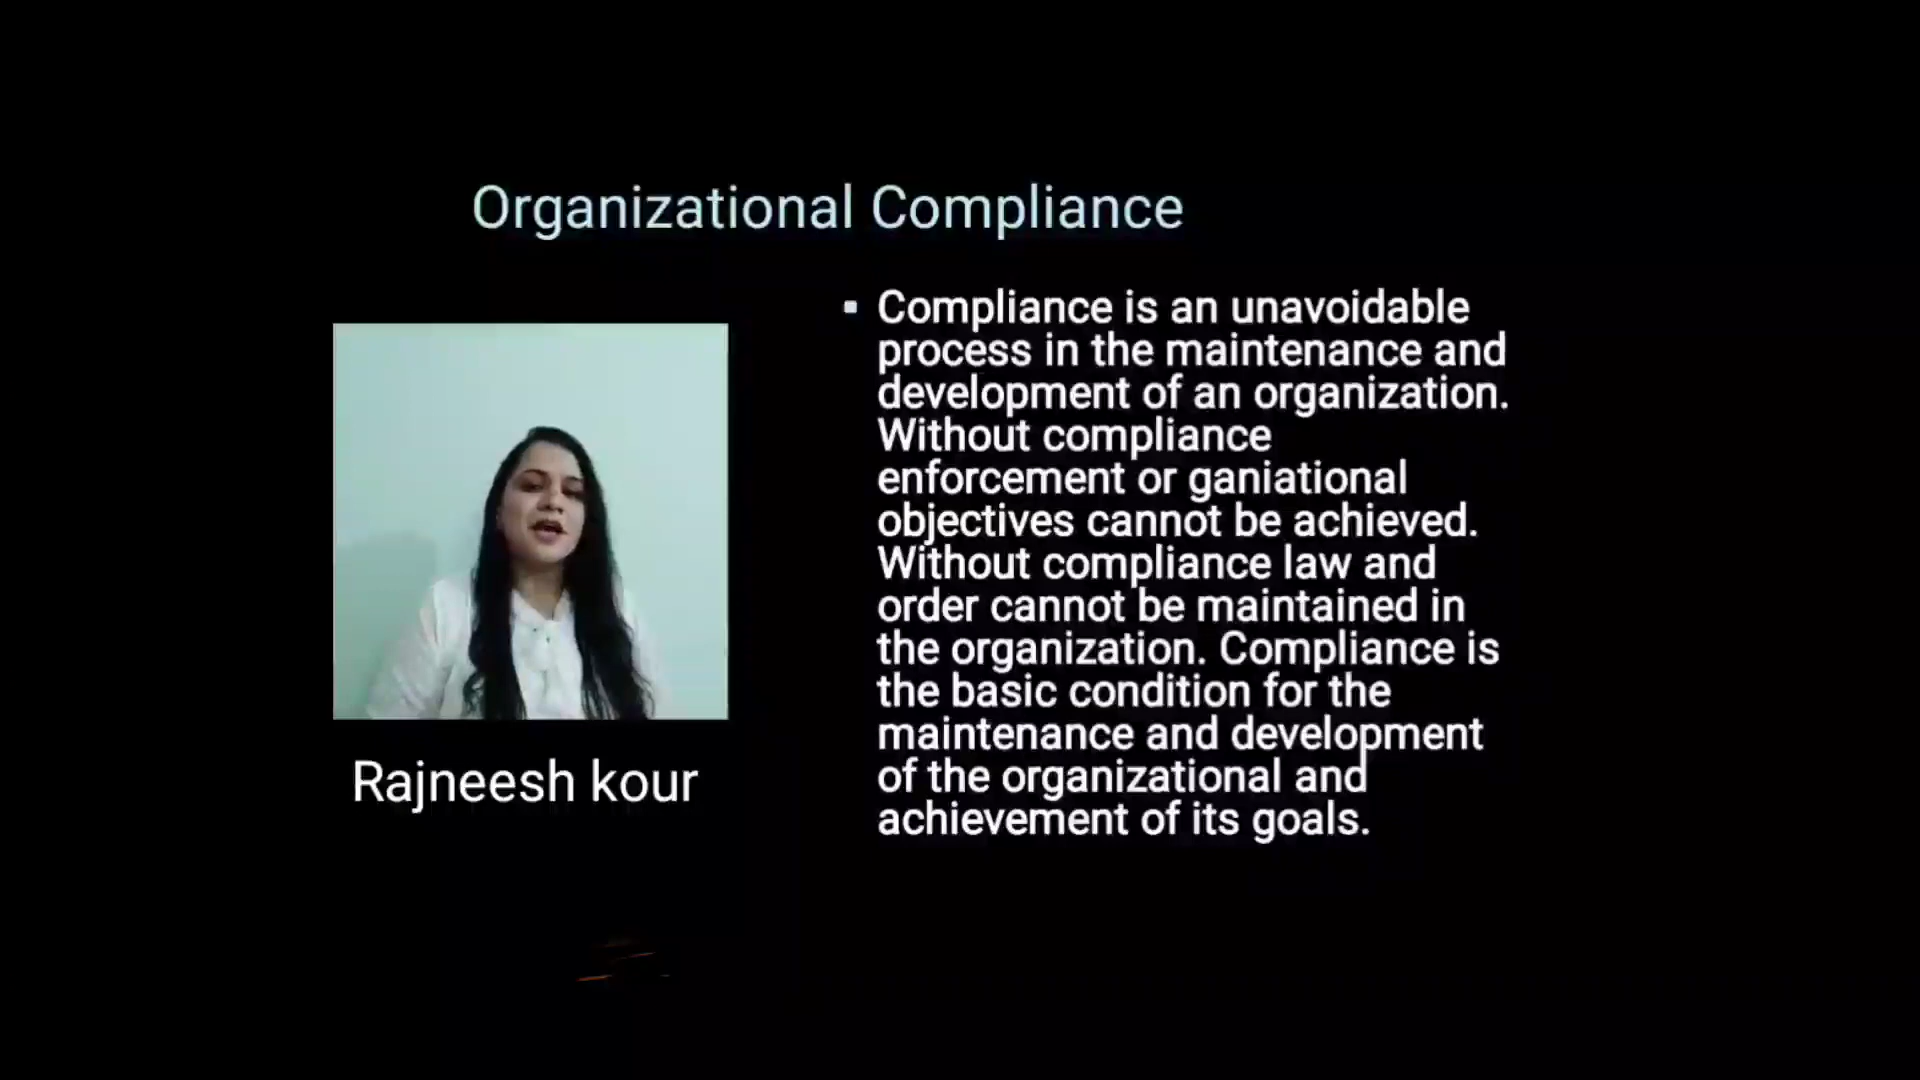 Organizational Compliance
▪ Compliance is an unavoidable
process in the maintenance and
development of an organization.
Without compliance
enforcement or ganiational
objectives cannot be achieved.
Without compliance law and
order cannot be maintained in
the organization. Compliance is
the basic condition for the
maintenance and development
of the organizational and
achievement of its goals.
Rajneesh kour